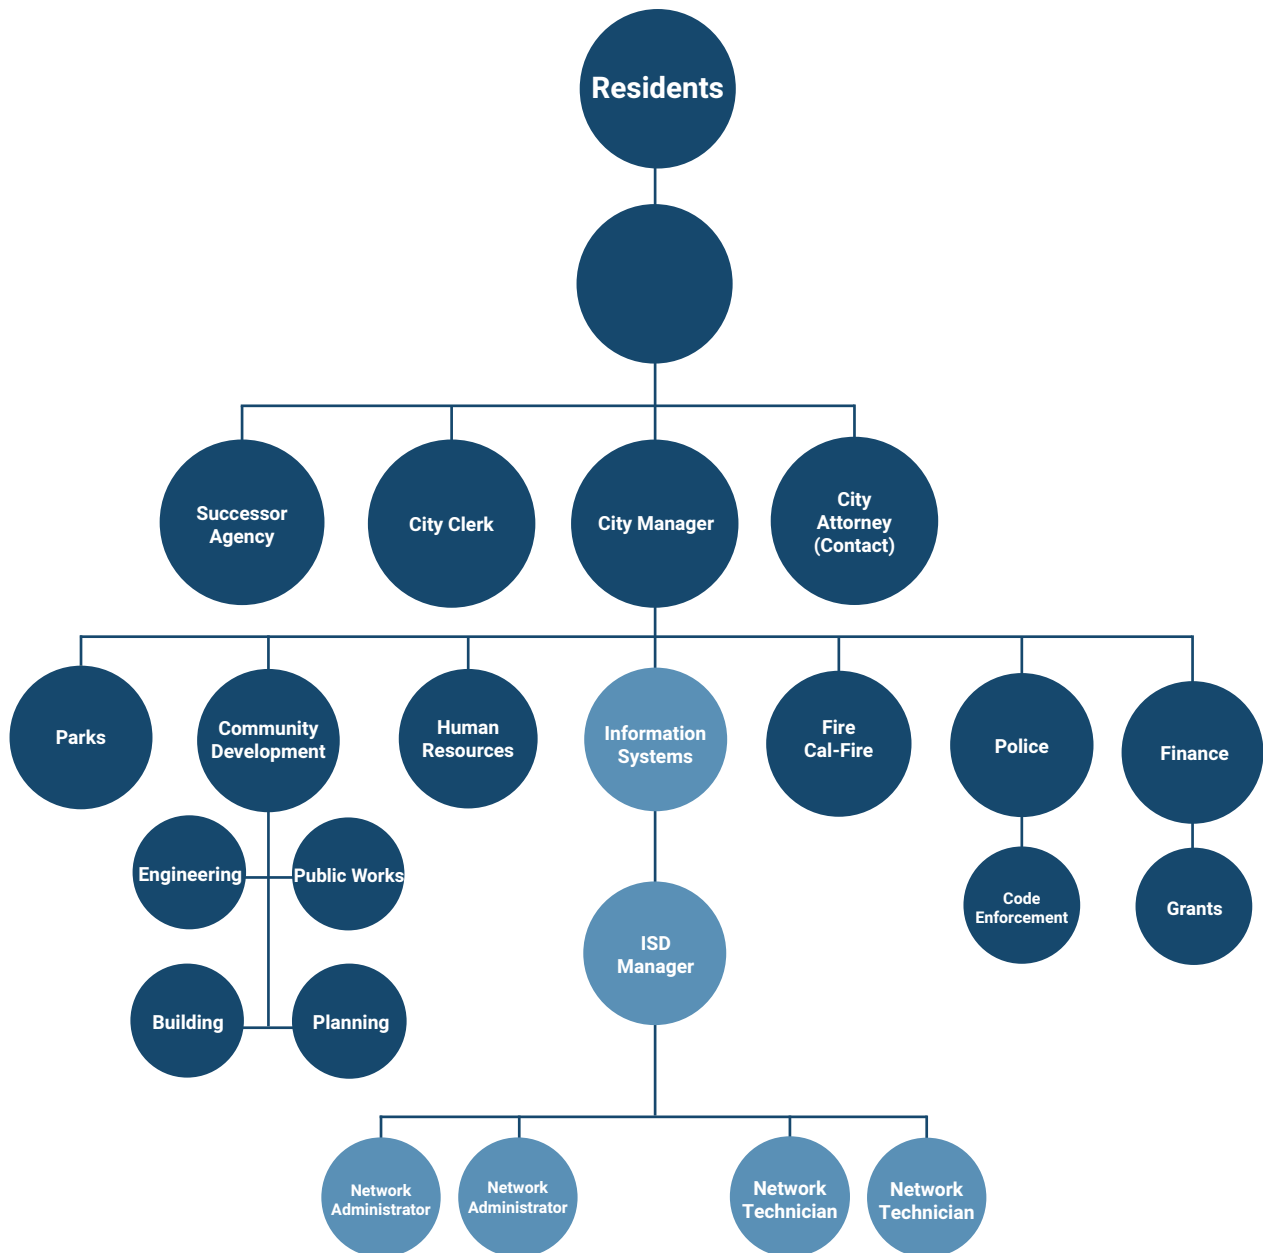 Residents
Successor
Agency
City Clerk
City Manager
City
Attorney
(Contact)
Parks
Community
Development
Human
Resources
Information
Systems
Fire
Cal-Fire
Police
Finance
Engineering
Public Works
Code
Enforcement
Grants
ISD
Manager
Building
Planning
Network
Administrator
Network
Administrator
Network
Technician
Network
Technician